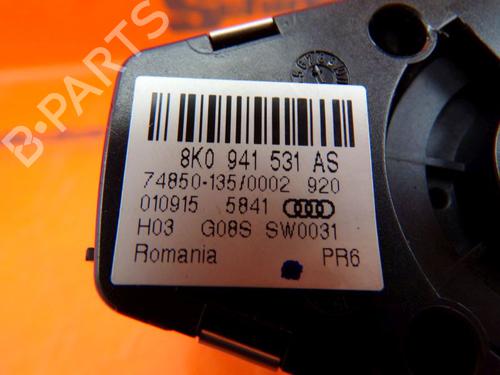 B-PARTS
8K0 941 531 AS
74850-135/0002 920
010915 5841
H03 G08S SW0031
Romania PR6